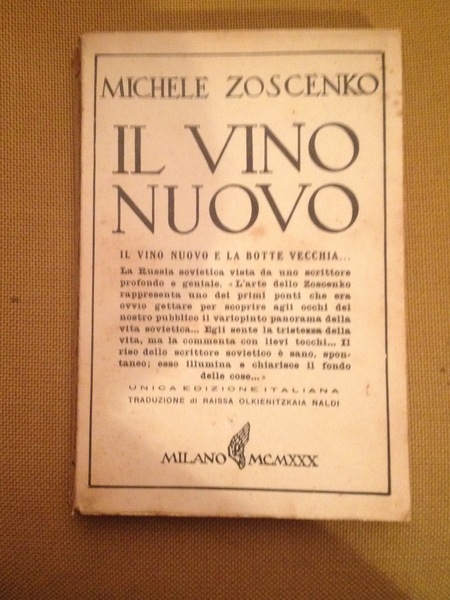 MICHELE ZOSCENKO
IL VINO
NUOVO
IL VINO NUOVO E LA BOTTE VECCHIA...
La Russia sovietica vista da uno scrittore
profondo e geniale. «L'arte dello Zoscenko
rappresenta uno dei primi ponti che era
ovvio gettare per scoprire agli occhi del
nostro pubblico il variopinto panorama della
vita sovietica... Egli sente la tristezza della
vita, ma la commenta con lievi tocchi... Il
riso dello scrittore sovietico è sano, spon-
taneo; esso illumina e chiarisce il fondo
delle cose...»
UNICA EDIZIONE ITALIANA
TRADUZIONE di RAISSA OLKIENITZKAIA NALDI
MILANO MCMXXX